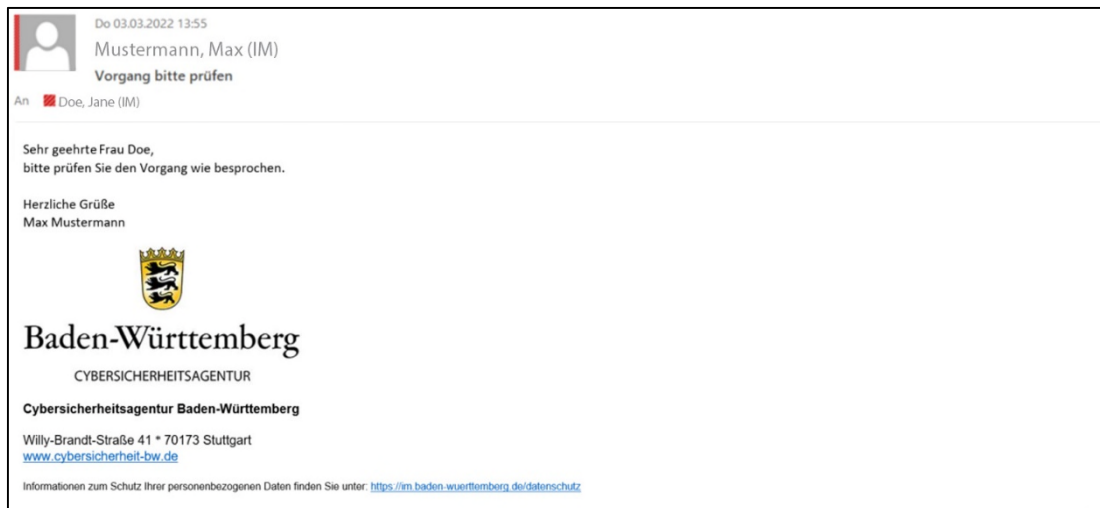 Do 03.03.2022 13:55
Mustermann, Max (IM)
Vorgang bitte prüfen
An Doe, Jane (IM)
Sehr geehrte Frau Doe,
bitte prüfen Sie den Vorgang wie besprochen.
Herzliche Grüße
Max Mustermann
Baden-Württemberg
CYBERSICHERHEITSAGENTUR
Cybersicherheitsagentur Baden-Württemberg
Willy-Brandt-Straße 41 * 70173 Stuttgart
www.cybersicherheit-bw.de
Informationen zum Schutz Ihrer personenbezogenen Daten finden Sie unter: https://im.baden-wuerttemberg.de/datenschutz